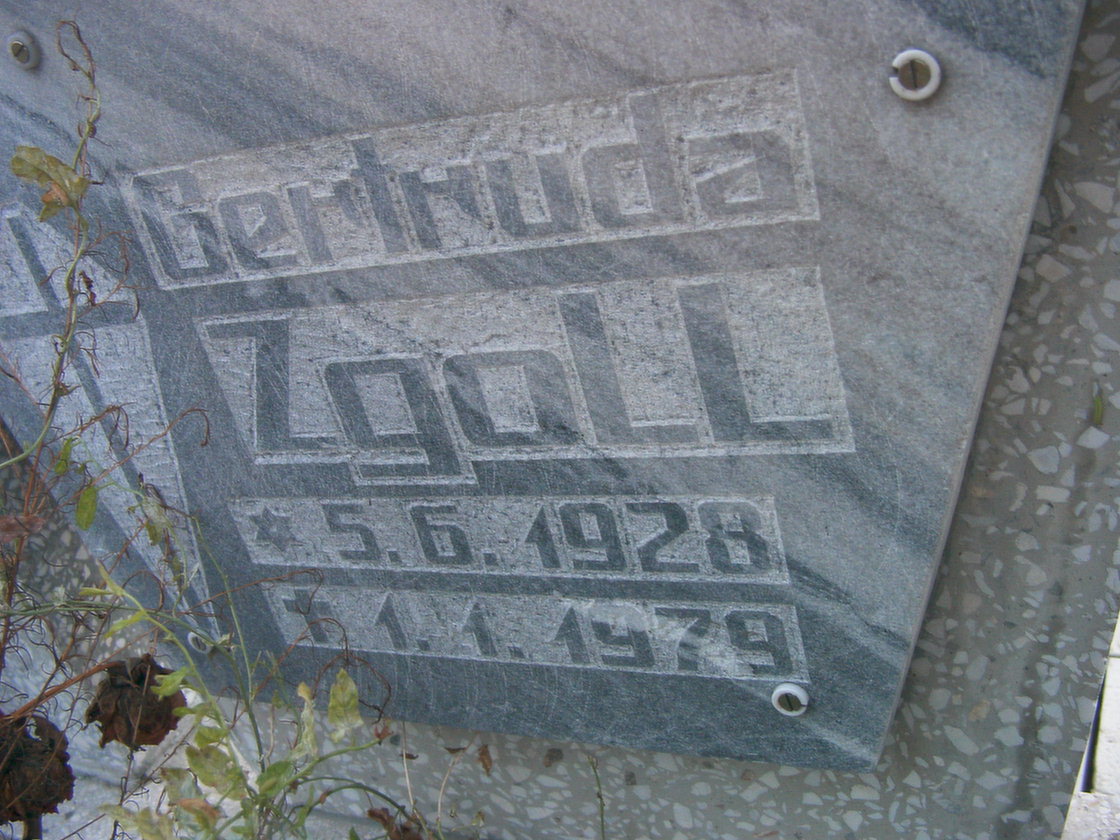 Gertruda
Zgoll
* 5.6.1928
† 1.1.1979